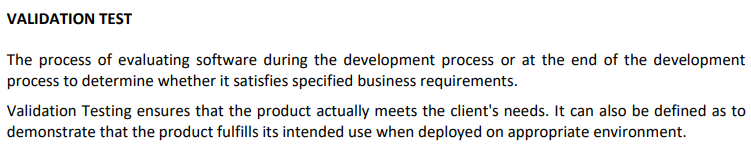 VALIDATION TEST
The process of evaluating software during the development process or at the end of the development
process to determine whether it satisfies specified business requirements.
Validation Testing ensures that the product actually meets the client's needs. It can also be defined as to
demonstrate that the product fulfills its intended use when deployed on appropriate environment.